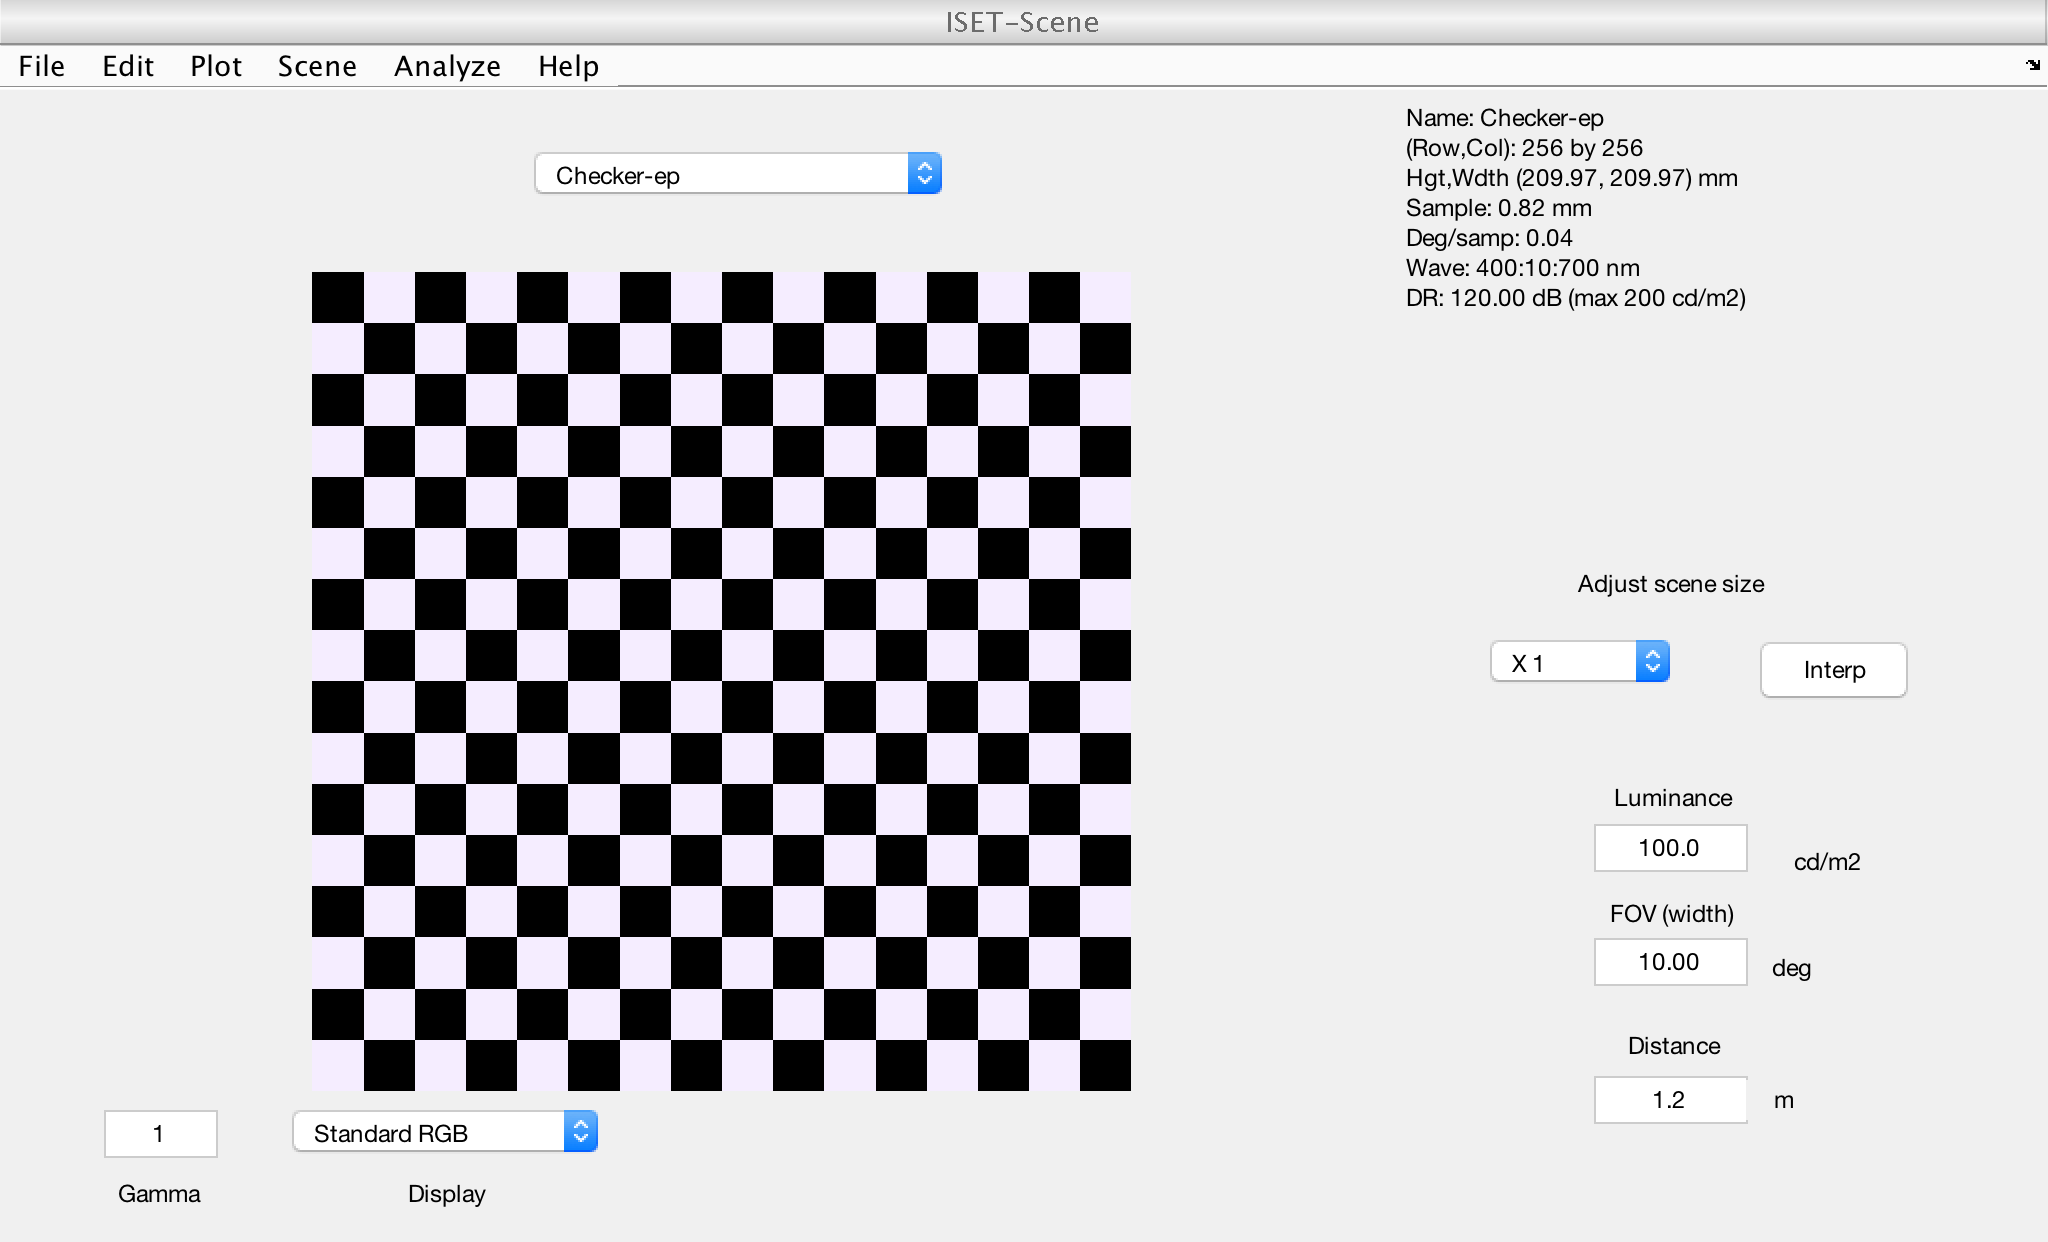 ISET-Scene
File Edit Plot Scene Analyze Help
Checker-ep
Name: Checker-ep
(Row,Col): 256 by 256
Hgt,Wdth (209.97, 209.97) mm
Sample: 0.82 mm
Deg/samp: 0.04
Wave: 400:10:700 nm
DR: 120.00 dB (max 200 cd/m2)
Adjust scene size
X 1
Interp
Luminance
100.0 cd/m2
FOV (width)
10.00 deg
Distance
1.2 m
1
Gamma
Standard RGB
Display